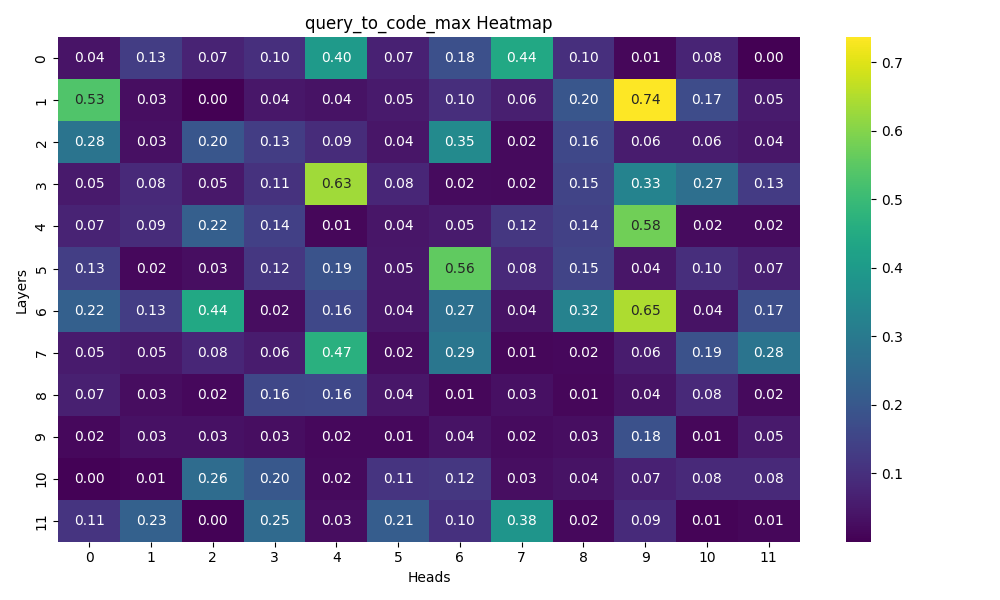 query_to_code_max Heatmap
0 0.04 0.13 0.07 0.10 0.40 0.07 0.18 0.44 0.10 0.01 0.08 0.00
1 0.53 0.03 0.00 0.04 0.04 0.05 0.10 0.06 0.20 0.74 0.17 0.05
2 0.28 0.03 0.20 0.13 0.09 0.04 0.35 0.02 0.16 0.06 0.06 0.04
3 0.05 0.08 0.05 0.11 0.63 0.08 0.02 0.02 0.15 0.33 0.27 0.13
4 0.07 0.09 0.22 0.14 0.01 0.04 0.05 0.12 0.14 0.58 0.02 0.02
5 0.13 0.02 0.03 0.12 0.19 0.05 0.56 0.08 0.15 0.04 0.10 0.07
6 0.22 0.13 0.44 0.02 0.16 0.04 0.27 0.04 0.32 0.65 0.04 0.17
7 0.05 0.05 0.08 0.06 0.47 0.02 0.29 0.01 0.02 0.06 0.19 0.28
8 0.07 0.03 0.02 0.16 0.16 0.04 0.01 0.03 0.01 0.04 0.08 0.02
9 0.02 0.03 0.03 0.03 0.02 0.01 0.04 0.02 0.03 0.18 0.01 0.05
10 0.00 0.01 0.26 0.20 0.02 0.11 0.12 0.03 0.04 0.07 0.08 0.08
11 0.11 0.23 0.00 0.25 0.03 0.21 0.10 0.38 0.02 0.09 0.01 0.01
0 1 2 3 4 5 6 7 8 9 10 11
Heads
Layers
0.7
0.6
0.5
0.4
0.3
0.2
0.1